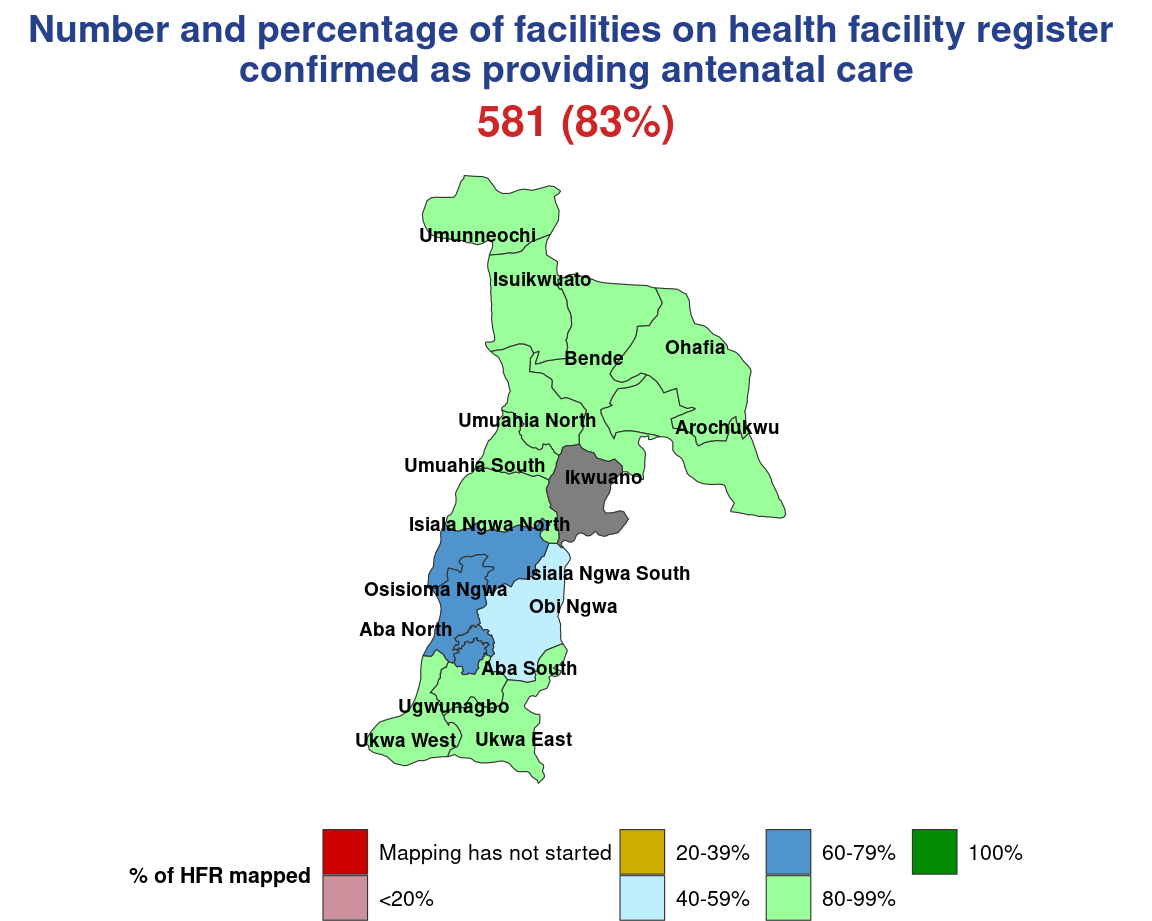 Number and percentage of facilities on health facility register
confirmed as providing antenatal care
581 (83%)
Umunneochi
Isuikwuato
Ohafia
Bende
Umuahia North
Arochukwu
Umuahia South
Ikwuano
Isiala Ngwa North
Isiala Ngwa South
Osisioma Ngwa
Obi Ngwa
Aba North
Aba South
Ugwunagbo
Ukwa West
Ukwa East
% of HFR mapped
Mapping has not started
<20%
20-39%
40-59%
60-79%
80-99%
100%